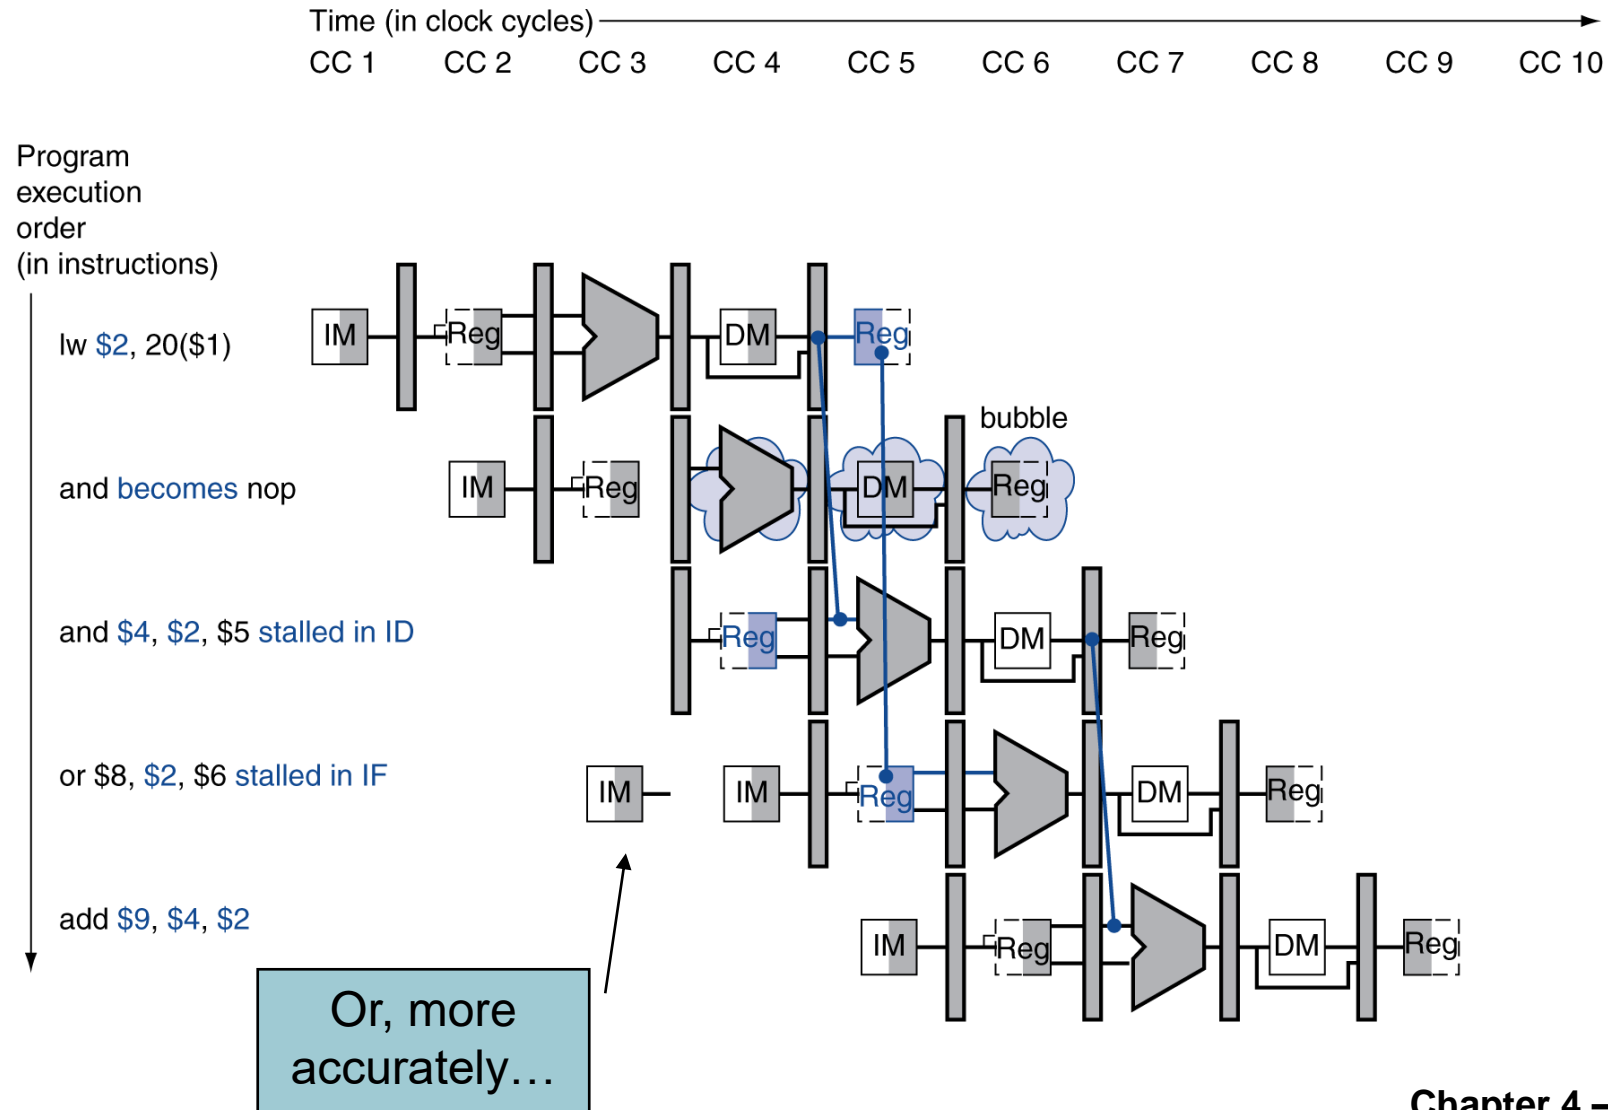 Time (in clock cycles)
CC 1 CC 2 CC 3 CC 4 CC 5 CC 6 CC 7 CC 8 CC 9 CC 10
Program
execution
order
(in instructions)
lw $2, 20($1)
IM Reg DM Reg
bubble
and becomes nop
IM Reg DM Reg
and $4, $2, $5 stalled in ID
Reg DM Reg
or $8, $2, $6 stalled in IF
IM IM Reg DM Reg
add $9, $4, $2
IM Reg DM Reg
Or, more
accurately…
Chapter 4 –